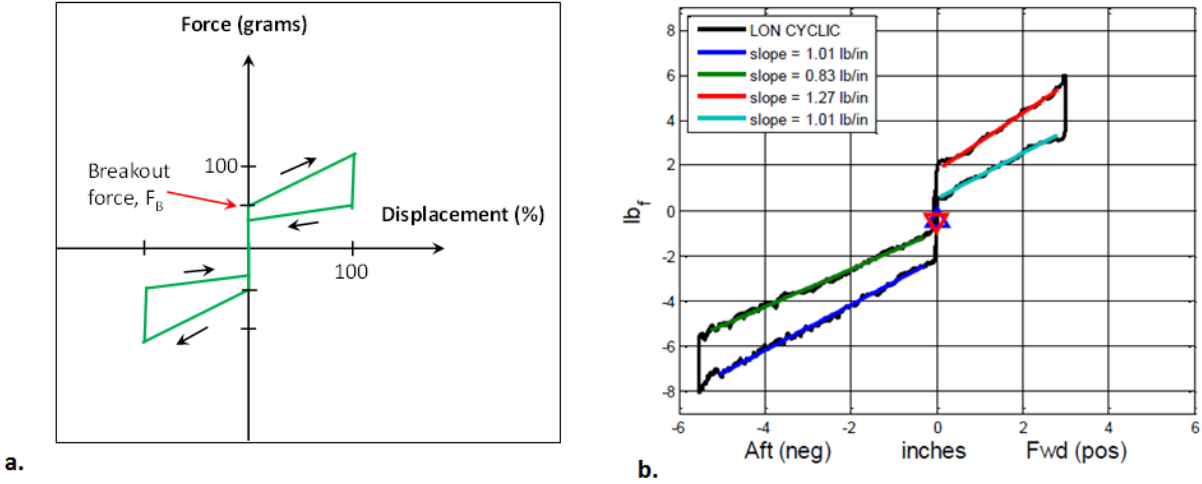 Force (grams)
100
Breakout
force, F_B
Displacement (%)
100
a.
LON CYCLIC
slope = 1.01 lb/in
slope = 0.83 lb/in
slope = 1.27 lb/in
slope = 1.01 lb/in
8
6
4
2
0
-2
-4
-6
-8
lb_f
-6 -4 -2 0 2 4 6
Aft (neg) inches Fwd (pos)
b.